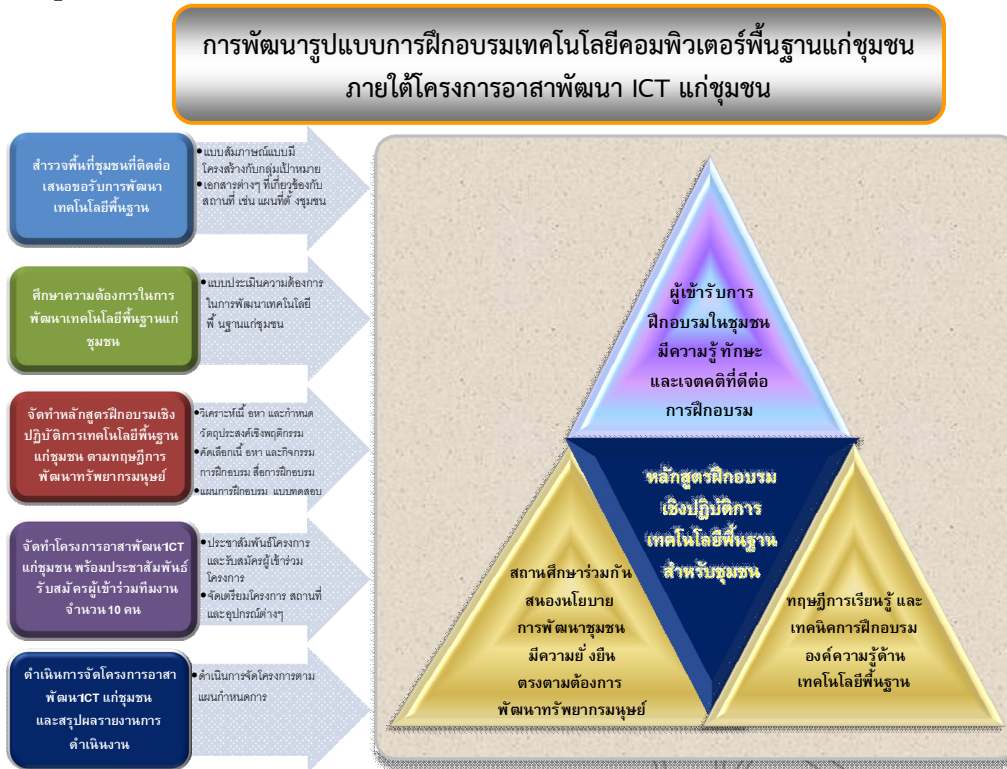 การพัฒนารูปแบบการฝึกอบรมเทคโนโลยีคอมพิวเตอร์พื้นฐานแก่ชุมชน
ภายใต้โครงการอาสาพัฒนา ICT แก่ชุมชน
สำรวจพื้นที่ชุมชนที่ติดต่อ
เสนอขอรับการพัฒนา
เทคโนโลยีพื้นฐาน
•แบบสัมภาษณ์แบบมี
โครงสร้างกับกลุ่มเป้าหมาย
•เอกสารต่างๆ ที่เกี่ยวข้องกับ
สถานที่ เช่น แผนที่ตั้ งชุมชน
ศึกษาความต้องการในการ
พัฒนาเทคโนโลยีพื้นฐานแก่
ชุมชน
•แบบประเมินความต้องการ
ในการพัฒนาเทคโนโลยี
พื้ นฐานแก่ชุมชน
จัดทำหลักสูตรฝึกอบรมเชิง
ปฏิบัติการเทคโนโลยีพื้นฐาน
แก่ชุมชน ตามทฤษฎีการ
พัฒนาทรัพยากรมนุษย์
•วิเคราะห์เนื้ อหา และกำหนด
วัตถุประสงค์เชิงพฤติกรรม
•คัดเลือกเนื้ อหา และกิจกรรม
การฝึกอบรม สื่อการฝึกอบรม
•แผนการฝึกอบรม แบบทดสอบ
จัดทำโครงการอาสาพัฒนาICT
แก่ชุมชน พร้อมประชาสัมพันธ์
รับสมัครผู้เข้าร่วมทีมงาน
จำนวน 10 คน
•ประชาสัมพันธ์โครงการ
และรับสมัครผู้เข้าร่วม
โครงการ
•จัดเตรียมโครงการ สถานที่
และอุปกรณ์ต่างๆ
ดำเนินการจัดโครงการอาสา
พัฒนาICT แก่ชุมชน
และสรุปผลรายงานการ
ดำเนินงาน
•ดำเนินการจัดโครงการตาม
แผนกำหนดการ
ผู้เข้ารับการ
ฝึกอบรมในชุมชน
มีความรู้ ทักษะ
และเจตคติที่ดีต่อ
การฝึกอบรม
หลักสูตรฝึกอบรม
เชิงปฏิบัติการ
เทคโนโลยีพื้นฐาน
สำหรับชุมชน
สถานศึกษาร่วมกัน
สนองนโยบาย
การพัฒนาชุมชน
มีความยั่ งยืน
ตรงตามต้องการ
พัฒนาทรัพยากรมนุษย์
ทฤษฎีการเรียนรู้ และ
เทคนิคการฝึกอบรม
องค์ความรู้ด้าน
เทคโนโลยีพื้นฐาน